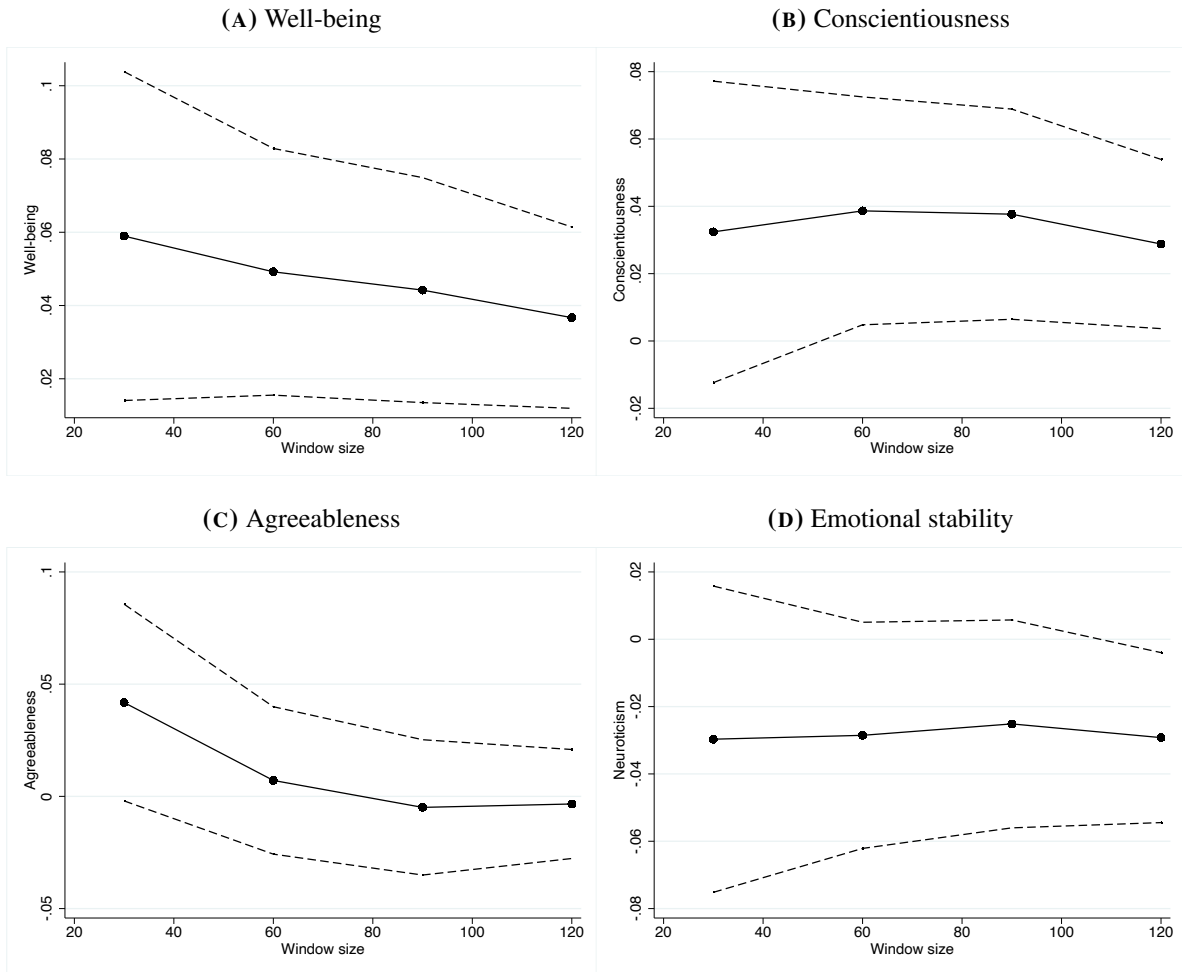 (A) Well-being
(B) Conscientiousness
.1
.08
.06
.04
.02
Well-being
20 40 60 80 100 120
Window size
.08
.06
.04
.02
0
-.02
Conscientiousness
20 40 60 80 100 120
Window size
(C) Agreeableness
(D) Emotional stability
.1
.05
0
-.05
Agreeableness
20 40 60 80 100 120
Window size
.02
0
-.02
-.04
-.06
-.08
Neuroticism
20 40 60 80 100 120
Window size